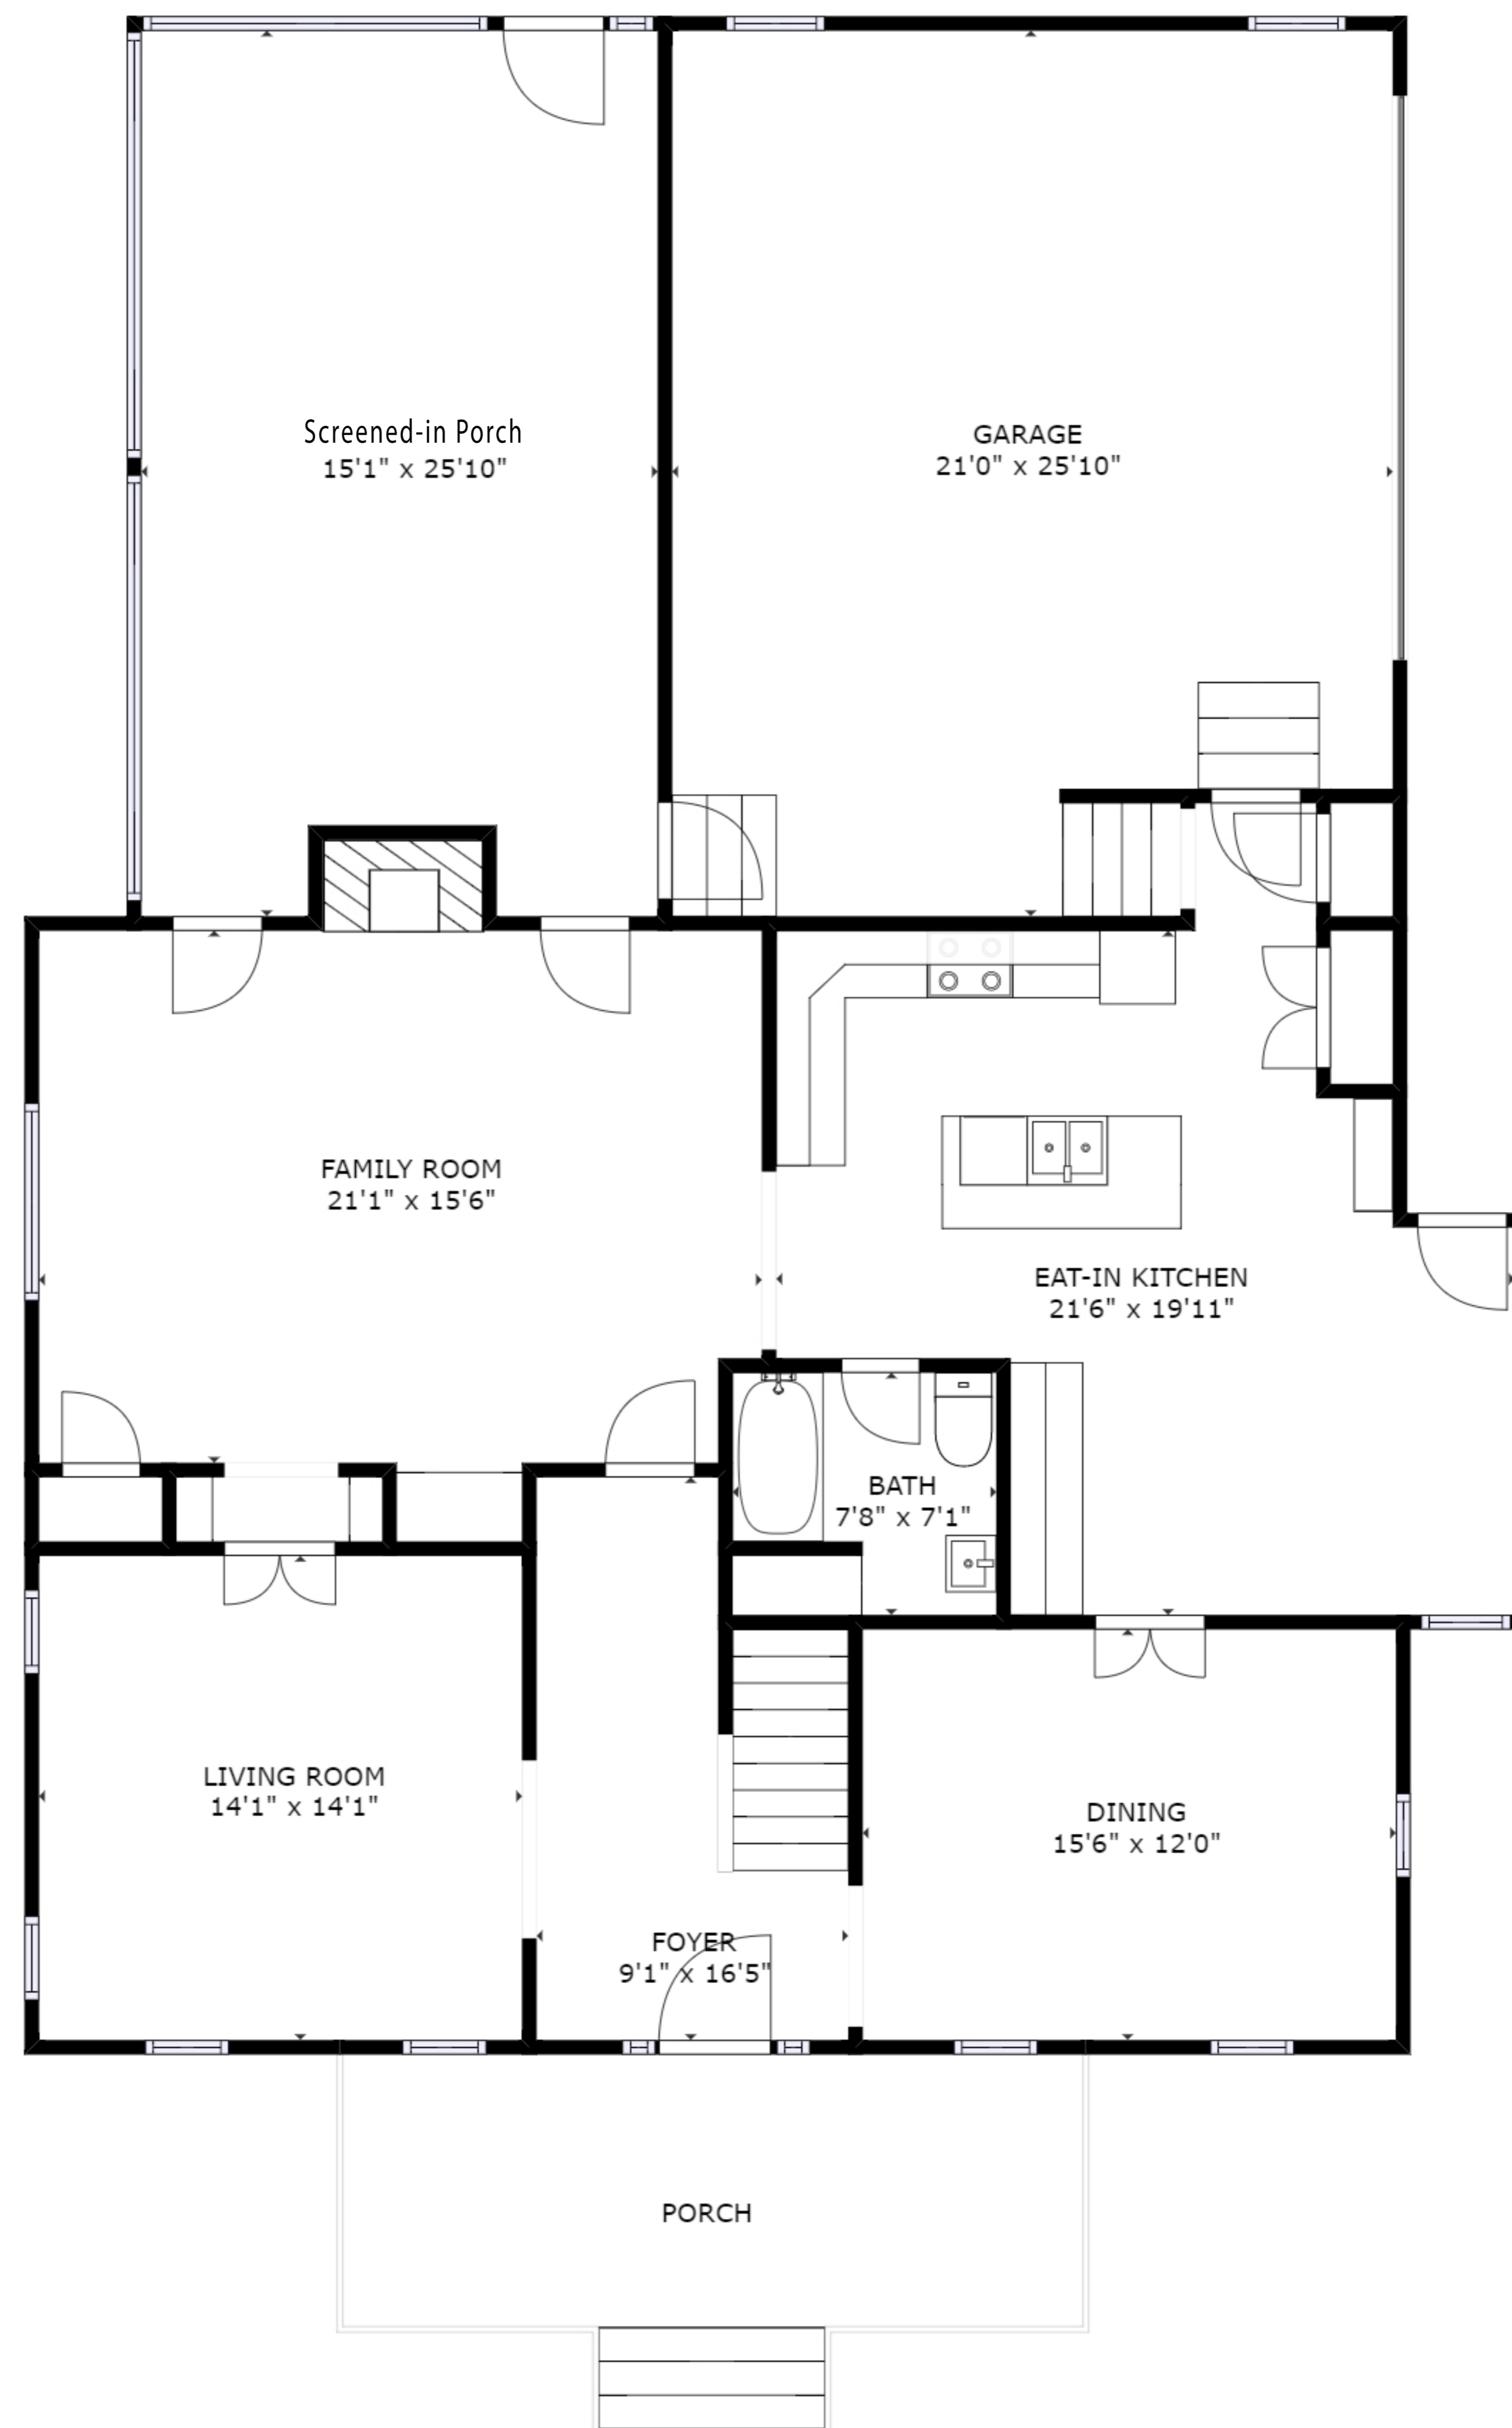 Screened-in Porch
15'1" x 25'10"
GARAGE
21'0" x 25'10"
FAMILY ROOM
21'1" x 15'6"
EAT-IN KITCHEN
21'6" x 19'11"
BATH
7'8" x 7'1"
LIVING ROOM
14'1" x 14'1"
DINING
15'6" x 12'0"
FOYER
9'1" x 16'5"
PORCH